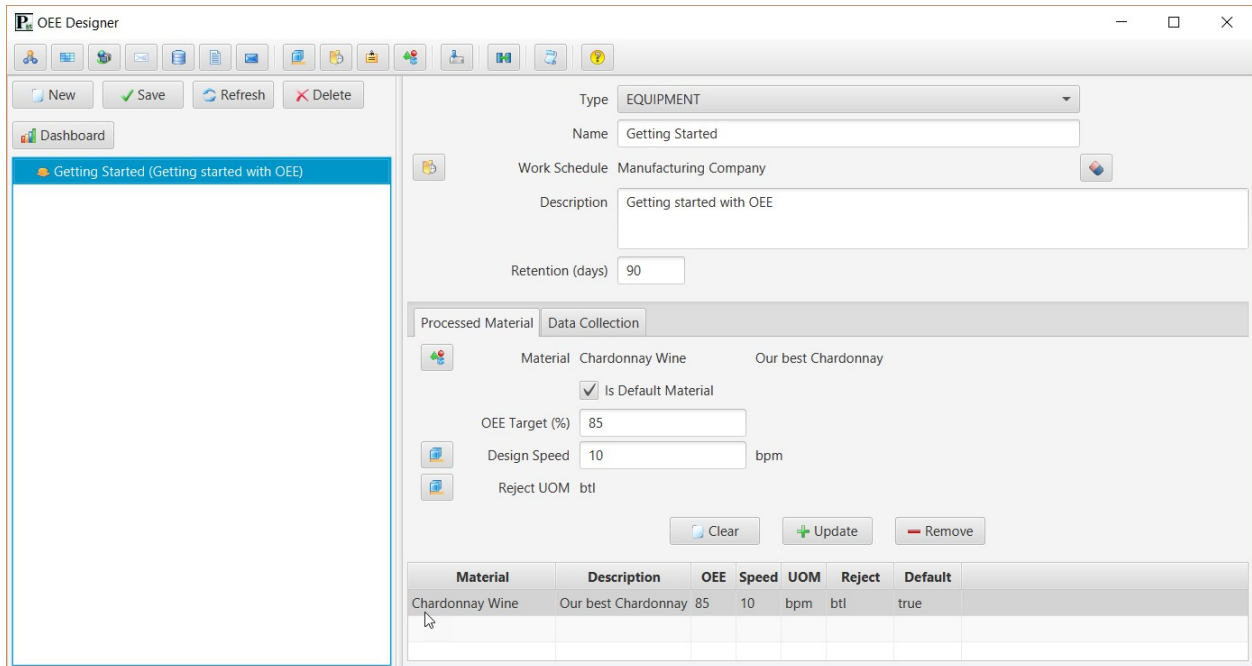 OEE Designer
New Save Refresh Delete
Dashboard
Getting Started (Getting started with OEE)
Type EQUIPMENT
Name Getting Started
Work Schedule Manufacturing Company
Description Getting started with OEE
Retention (days) 90
Processed Material Data Collection
Material Chardonnay Wine Our best Chardonnay
Is Default Material
OEE Target (%) 85
Design Speed 10 bpm
Reject UOM btl
Clear Update Remove
Material Description OEE Speed UOM Reject Default
Chardonnay Wine Our best Chardonnay 85 10 bpm btl true